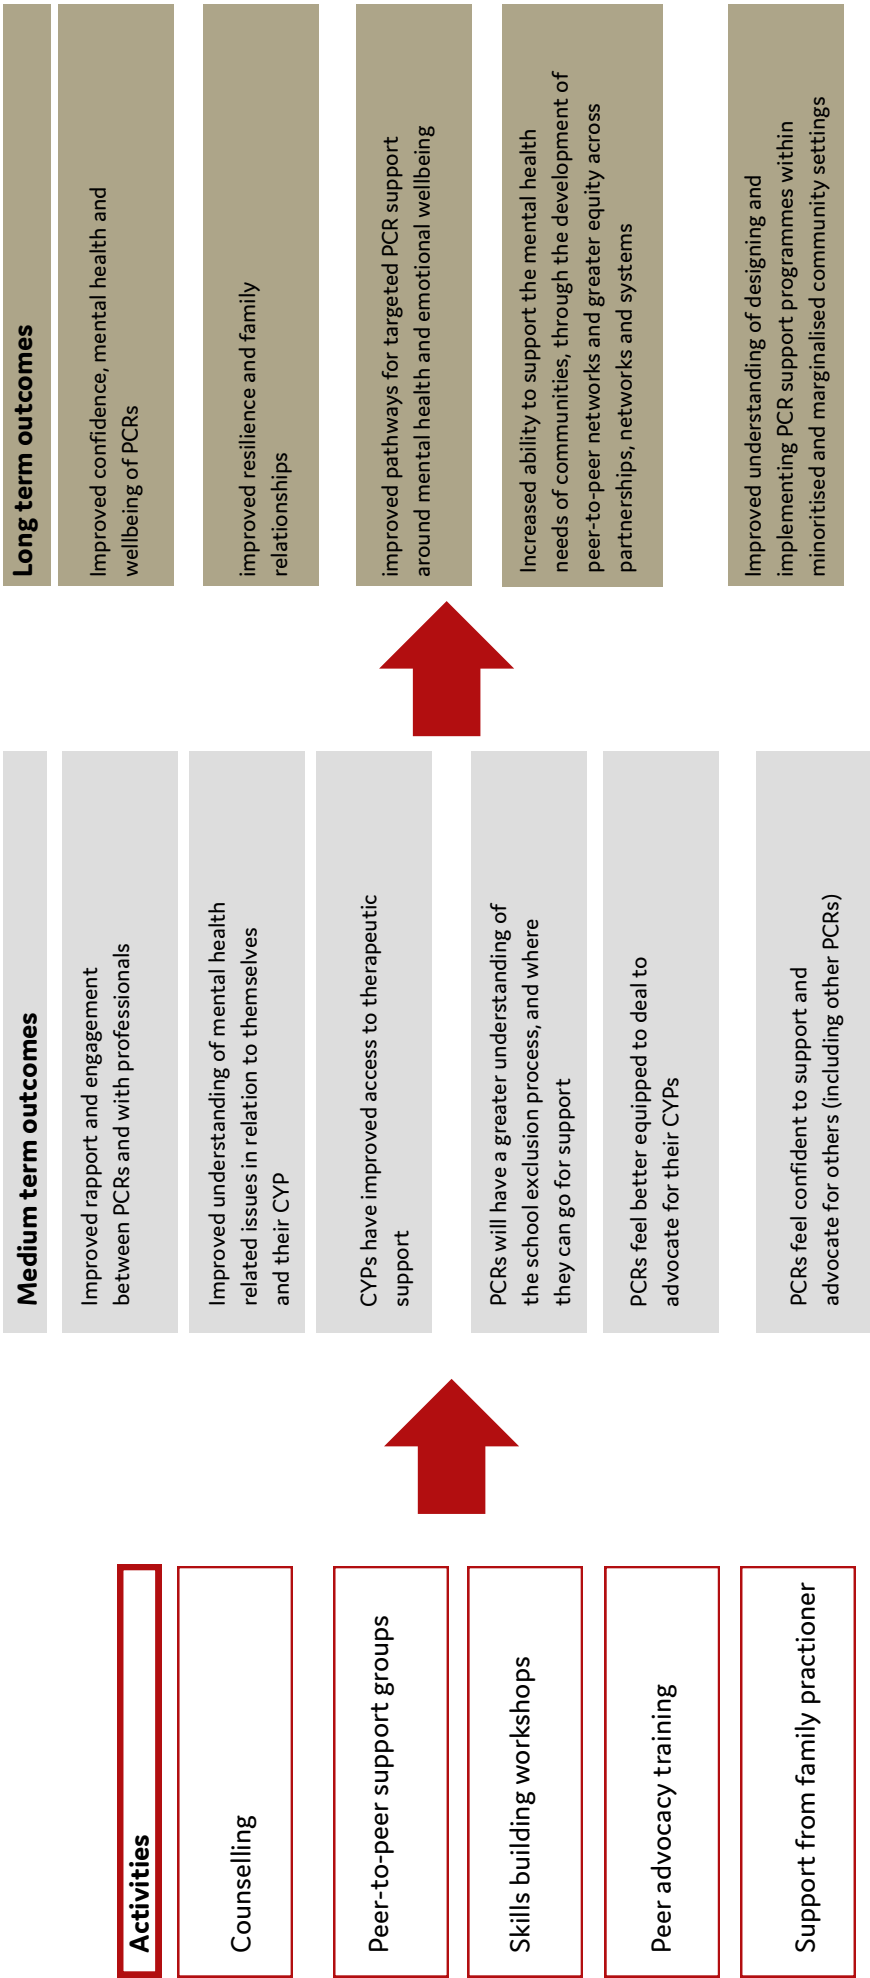 Activities
Counselling
Peer-to-peer support groups
Skills building workshops
Peer advocacy training
Support from family practioner
Medium term outcomes
Improved rapport and engagement
between PCRs and with professionals
Improved understanding of mental health
related issues in relation to themselves
and their CYP
CYPs have improved access to therapeutic
support
PCRs will have a greater understanding of
the school exclusion process, and where
they can go for support
PCRs feel better equipped to deal to
advocate for their CYPs
PCRs feel confident to support and
advocate for others (including other PCRs)
Long term outcomes
Improved confidence, mental health and
wellbeing of PCRs
improved resilience and family
relationships
improved pathways for targeted PCR support
around mental health and emotional wellbeing
Increased ability to support the mental health
needs of communities, through the development of
peer-to-peer networks and greater equity across
partnerships, networks and systems
Improved understanding of designing and
implementing PCR support programmes within
minoritised and marginalised community settings